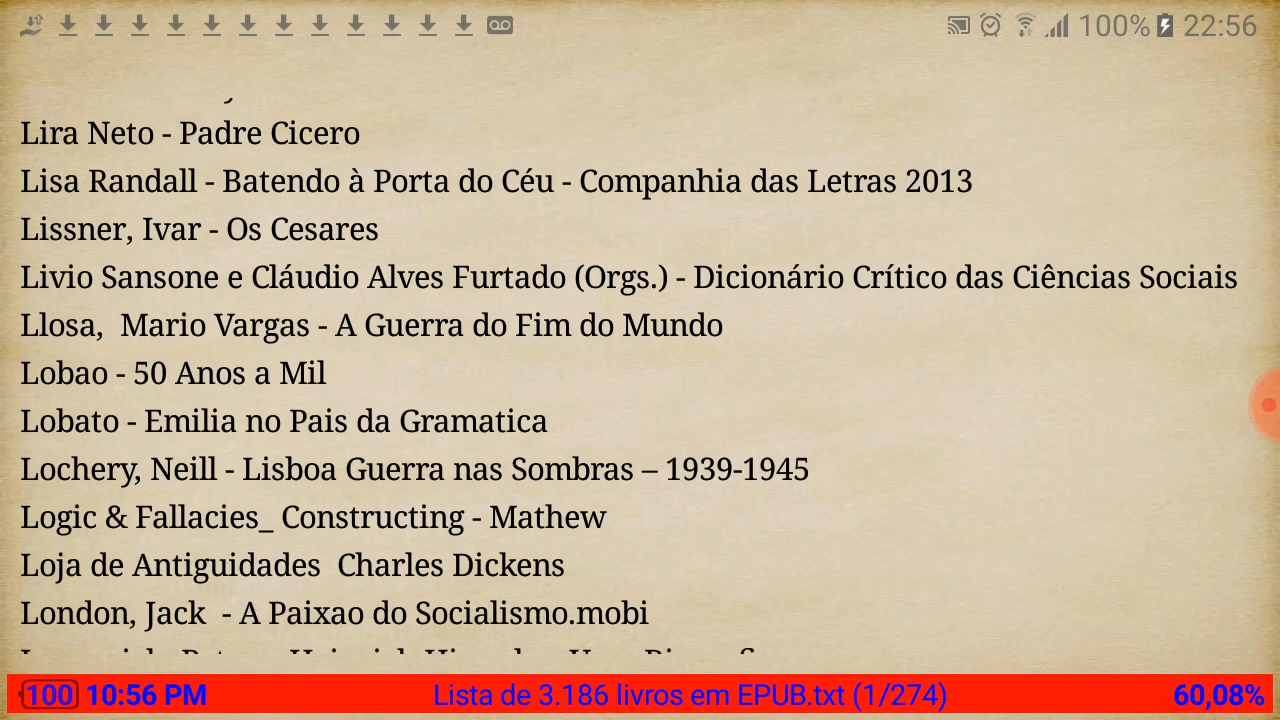 100% 22:56
Lira Neto - Padre Cicero
Lisa Randall - Batendo à Porta do Céu - Companhia das Letras 2013
Lissner, Ivar - Os Cesares
Livio Sansone e Cláudio Alves Furtado (Orgs.) - Dicionário Crítico das Ciências Sociais
Llosa,  Mario Vargas - A Guerra do Fim do Mundo
Lobao - 50 Anos a Mil
Lobato - Emilia no Pais da Gramatica
Lochery, Neill - Lisboa Guerra nas Sombras – 1939-1945
Logic & Fallacies_ Constructing - Mathew
Loja de Antiguidades  Charles Dickens
London, Jack  - A Paixao do Socialismo.mobi
100 10:56 PM Lista de 3.186 livros em EPUB.txt (1/274) 60,08%